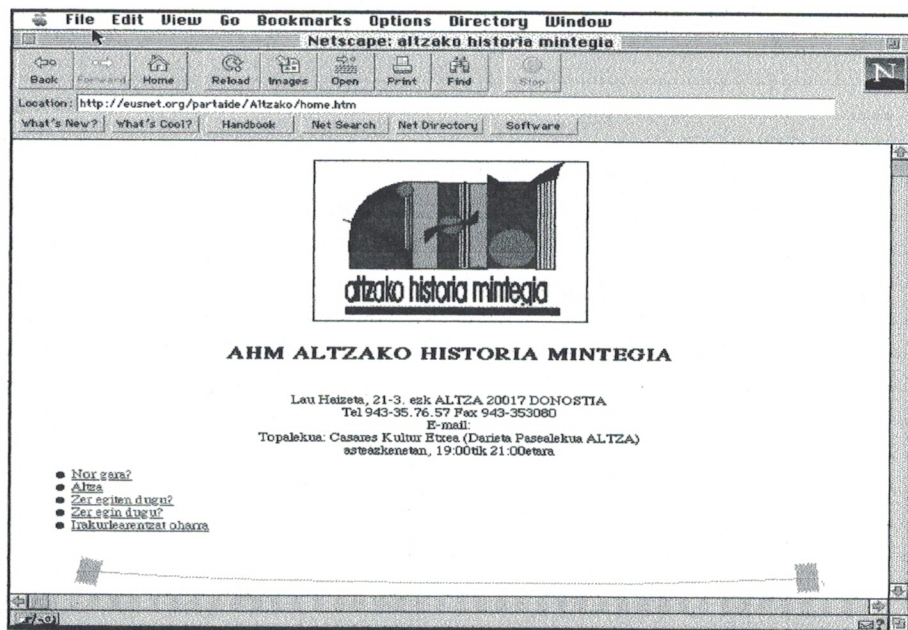 File Edit View Go Bookmarks Options Directory Window
Netscape: altzako historia mintegia
Back Forward Home Reload Images Open Print Find Stop
N
Location: http://eusnet.org/partaide/Altzako/home.htm
What's New? What's Cool? Handbook Net Search Net Directory Software
altzako historia mintegia
AHM ALTZAKO HISTORIA MINTEGIA
Lau Haizeta, 21-3. ezk ALTZA 20017 DONOSTIA
Tel 943-35.76.57 Fax 943-353080
E-mail:
Topalekua: Casares Kultur Etxea (Darieta Pasealekua ALTZA)
asteazkenetan, 19:00tik 21:00etara
Nor gara?
Altza
Zer egiten dugu?
Zer egin dugu?
Irakurlearentzat oharra
?